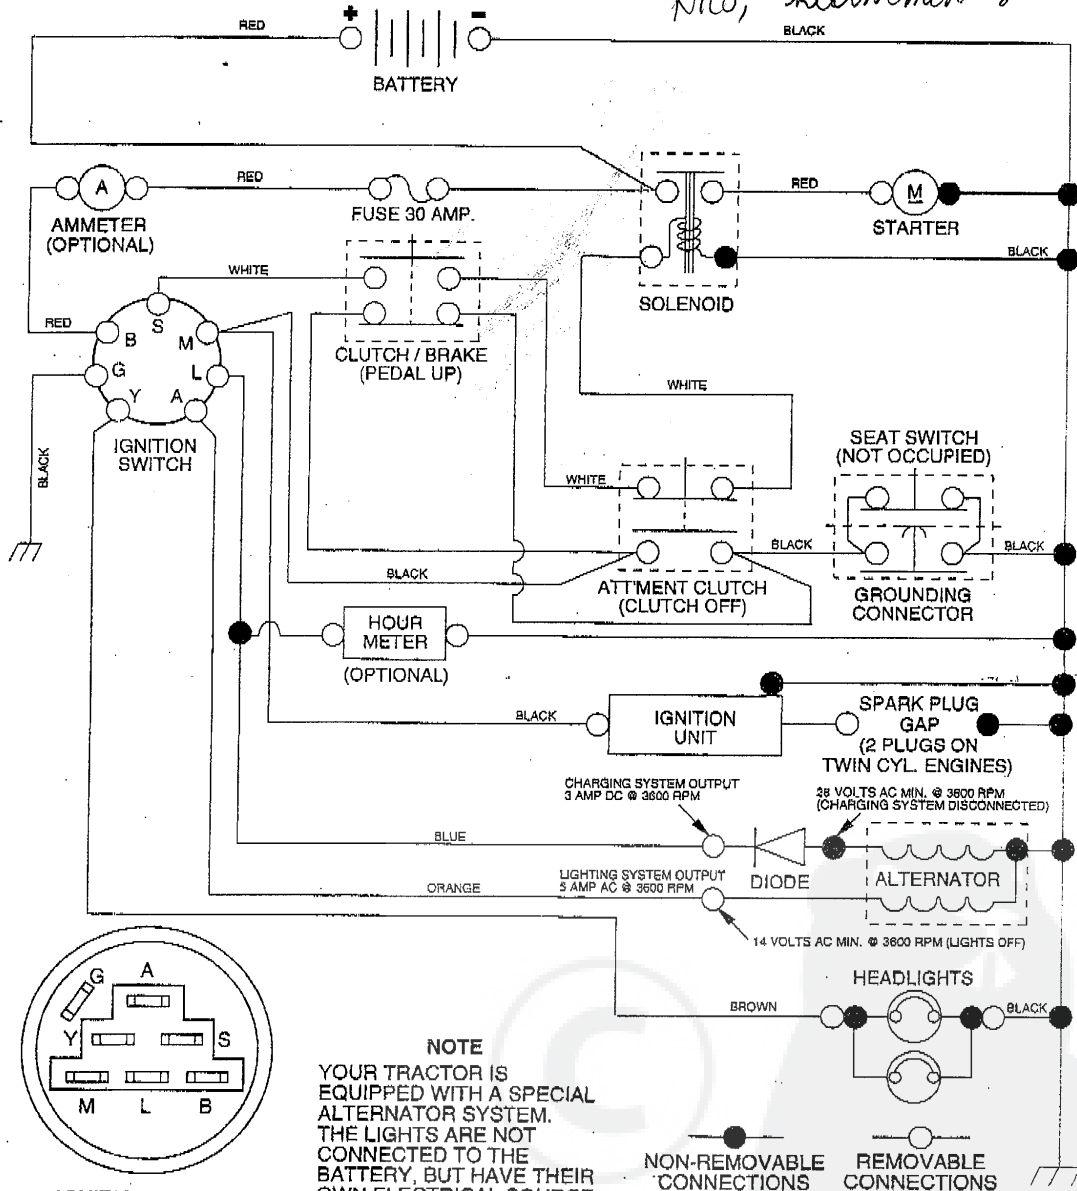 NICO,
+
-
RED
BLACK
BATTERY
A
RED
RED
M
AMMETER
(OPTIONAL)
FUSE 30 AMP.
STARTER
WHITE
BLACK
SOLENOID
RED
S
B
M
G
L
Y
A
CLUTCH / BRAKE
(PEDAL UP)
WHITE
IGNITION
SWITCH
BLACK
SEAT SWITCH
(NOT OCCUPIED)
WHITE
BLACK
BLACK
BLACK
ATT'MENT CLUTCH
(CLUTCH OFF)
GROUNDING
CONNECTOR
HOUR
METER
(OPTIONAL)
BLACK
IGNITION
UNIT
SPARK PLUG
GAP
(2 PLUGS ON
TWIN CYL. ENGINES)
CHARGING SYSTEM OUTPUT
3 AMP DC @ 3600 RPM
28 VOLTS AC MIN. @ 3600 RPM
(CHARGING SYSTEM DISCONNECTED)
BLUE
DIODE
ALTERNATOR
LIGHTING SYSTEM OUTPUT
5 AMP AC @ 3600 RPM
ORANGE
14 VOLTS AC MIN. @ 3600 RPM (LIGHTS OFF)
HEADLIGHTS
BROWN
BLACK
G
A
Y
S
M
L
B
NOTE
YOUR TRACTOR IS
EQUIPPED WITH A SPECIAL
ALTERNATOR SYSTEM.
THE LIGHTS ARE NOT
CONNECTED TO THE
BATTERY, BUT HAVE THEIR
OWN ELECTRICAL SOURCE
NON-REMOVABLE
CONNECTIONS
REMOVABLE
CONNECTIONS